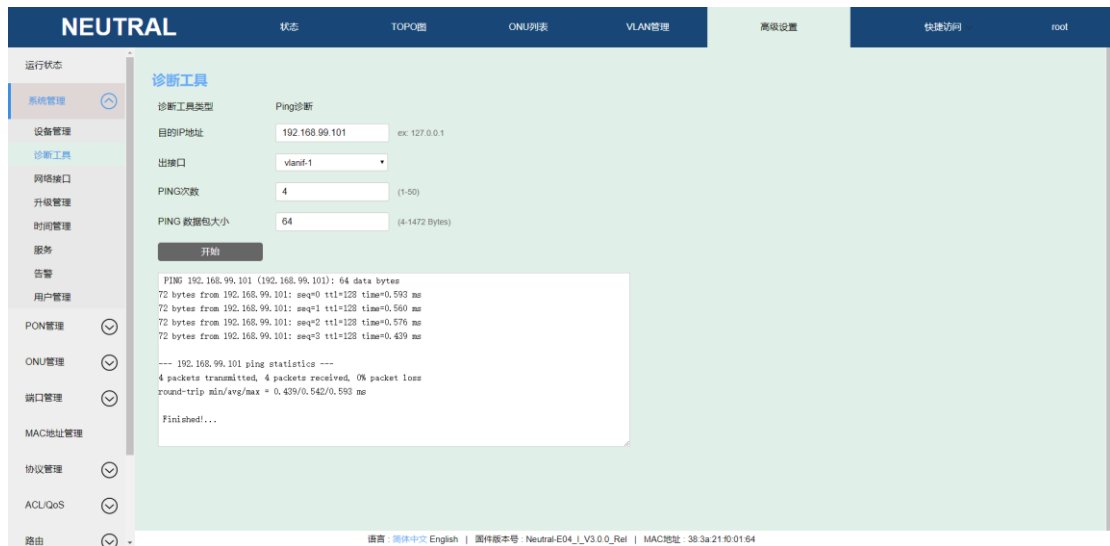 NEUTRAL 状态 TOPO图 ONU列表 VLAN管理 高级设置 快捷访问 root
运行状态
系统管理
设备管理
诊断工具
网络接口
升级管理
时间管理
服务
告警
用户管理
PON管理
ONU管理
端口管理
MAC地址管理
协议管理
ACL/QoS
路由
诊断工具
诊断工具类型 Ping诊断
目的IP地址 192.168.99.101 ex: 127.0.0.1
出接口 vlanif-1
PING次数 4 (1-50)
PING 数据包大小 64 (4-1472 Bytes)
开始
PING 192.168.99.101 (192.168.99.101): 64 data bytes
72 bytes from 192.168.99.101: seq=0 ttl=128 time=0.593 ms
72 bytes from 192.168.99.101: seq=1 ttl=128 time=0.560 ms
72 bytes from 192.168.99.101: seq=2 ttl=128 time=0.576 ms
72 bytes from 192.168.99.101: seq=3 ttl=128 time=0.439 ms
--- 192.168.99.101 ping statistics ---
4 packets transmitted, 4 packets received, 0% packet loss
round-trip min/avg/max = 0.439/0.542/0.593 ms
Finished!...
语言 : 简体中文 English | 固件版本号 : Neutral-E04_I_V3.0.0_Rel | MAC地址 : 38:3a:21:f0:01:64